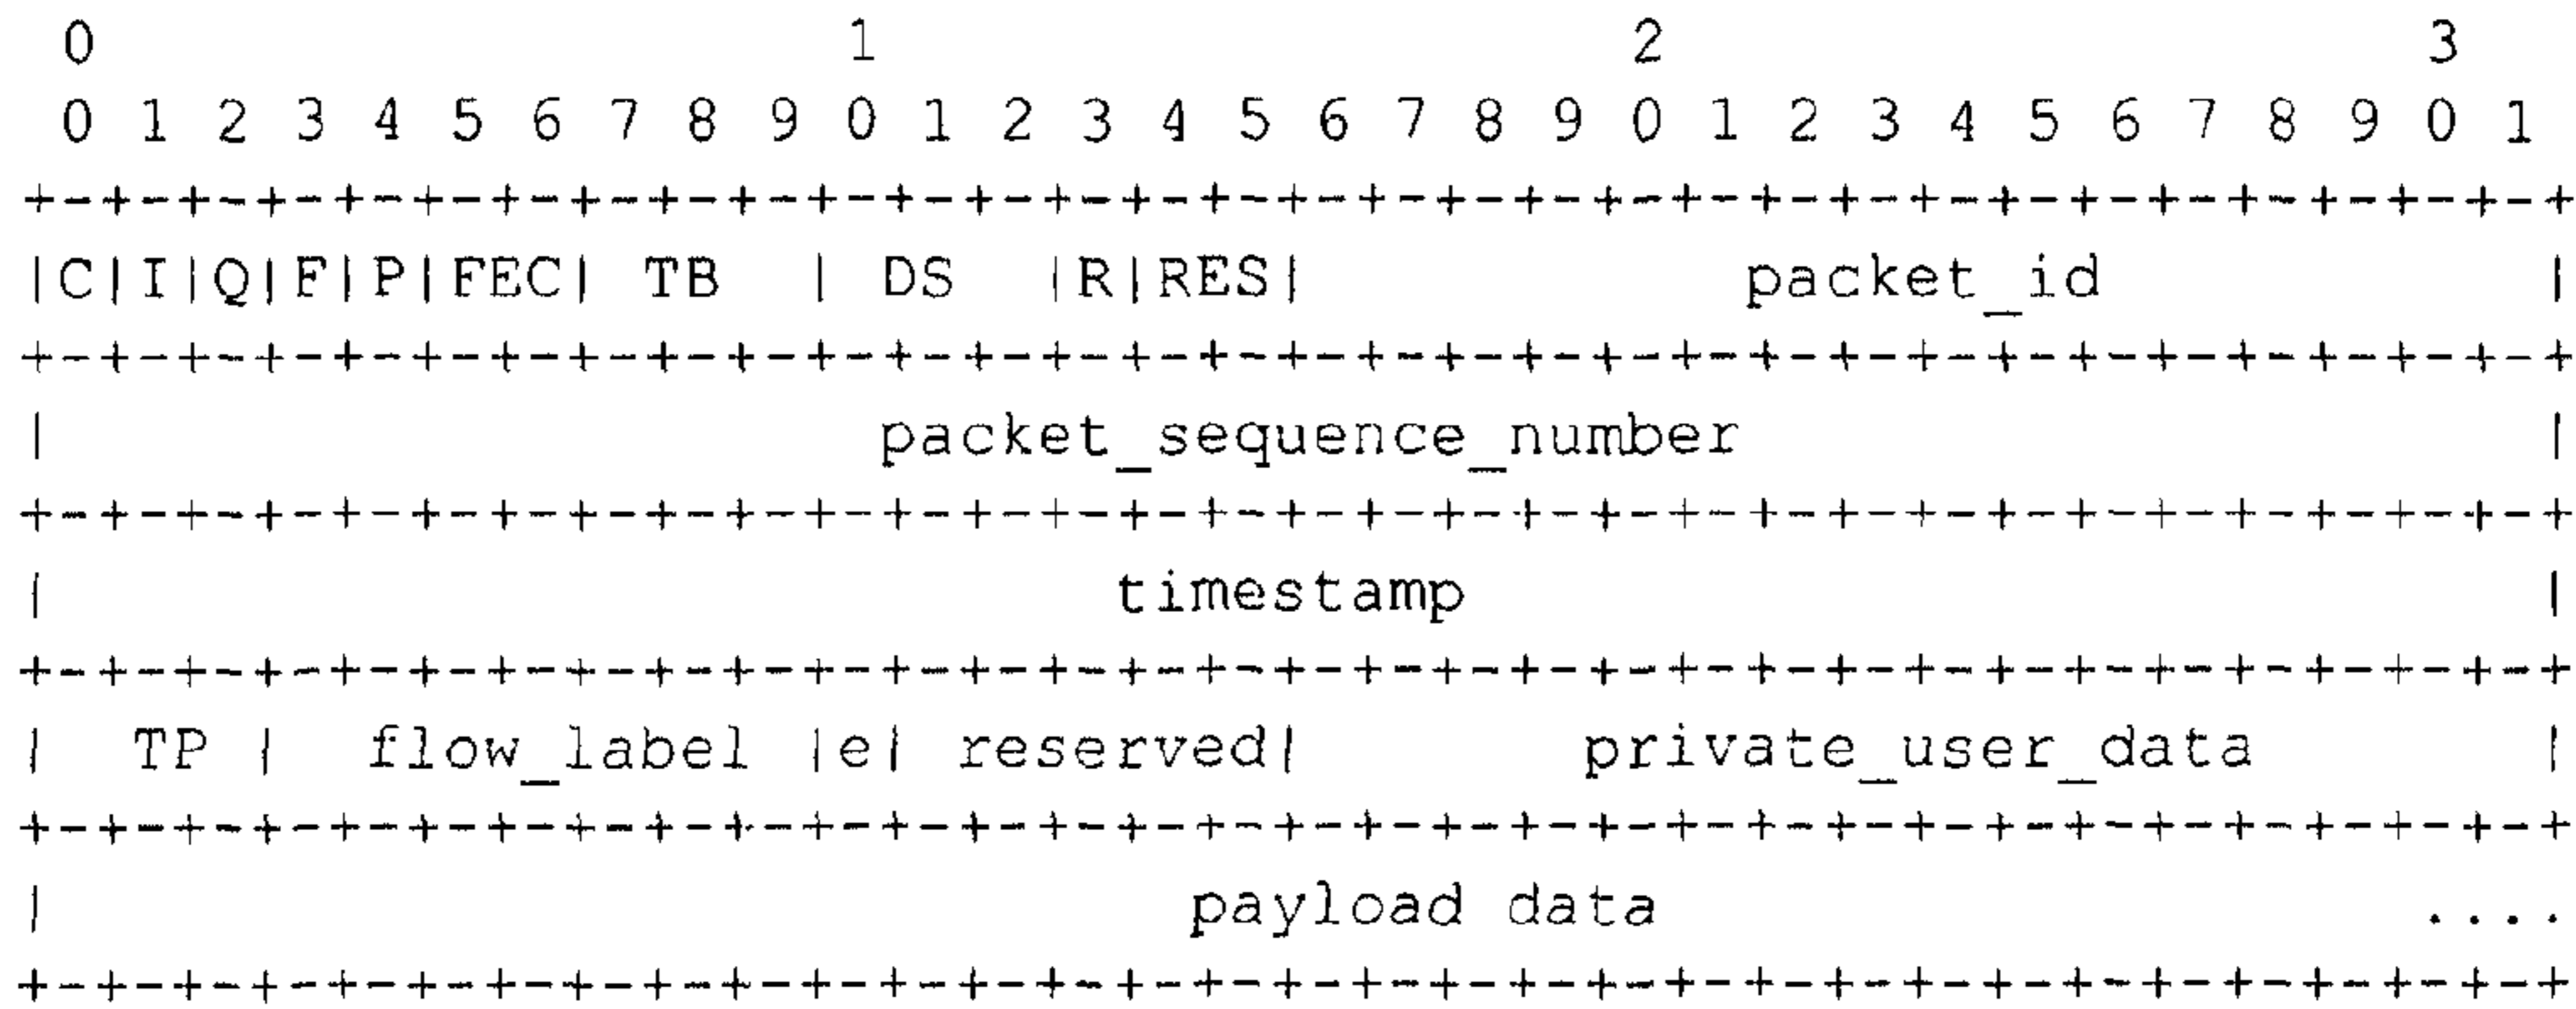 0 1 2 3
0 1 2 3 4 5 6 7 8 9 0 1 2 3 4 5 6 7 8 9 0 1 2 3 4 5 6 7 8 9 0 1
+-+-+-+-+-+-+-+-+-+-+-+-+-+-+-+-+-+-+-+-+-+-+-+-+-+-+-+-+-+-+-+-+
|C|I|Q|F|P|FEC| TB | DS |R|RES| packet_id |
+-+-+-+-+-+-+-+-+-+-+-+-+-+-+-+-+-+-+-+-+-+-+-+-+-+-+-+-+-+-+-+-+
| packet_sequence_number |
+-+-+-+-+-+-+-+-+-+-+-+-+-+-+-+-+-+-+-+-+-+-+-+-+-+-+-+-+-+-+-+-+
| timestamp |
+-+-+-+-+-+-+-+-+-+-+-+-+-+-+-+-+-+-+-+-+-+-+-+-+-+-+-+-+-+-+-+-+
| TP | flow_label |e| reserved| private_user_data |
+-+-+-+-+-+-+-+-+-+-+-+-+-+-+-+-+-+-+-+-+-+-+-+-+-+-+-+-+-+-+-+-+
| payload data ....
+-+-+-+-+-+-+-+-+-+-+-+-+-+-+-+-+-+-+-+-+-+-+-+-+-+-+-+-+-+-+-+-+